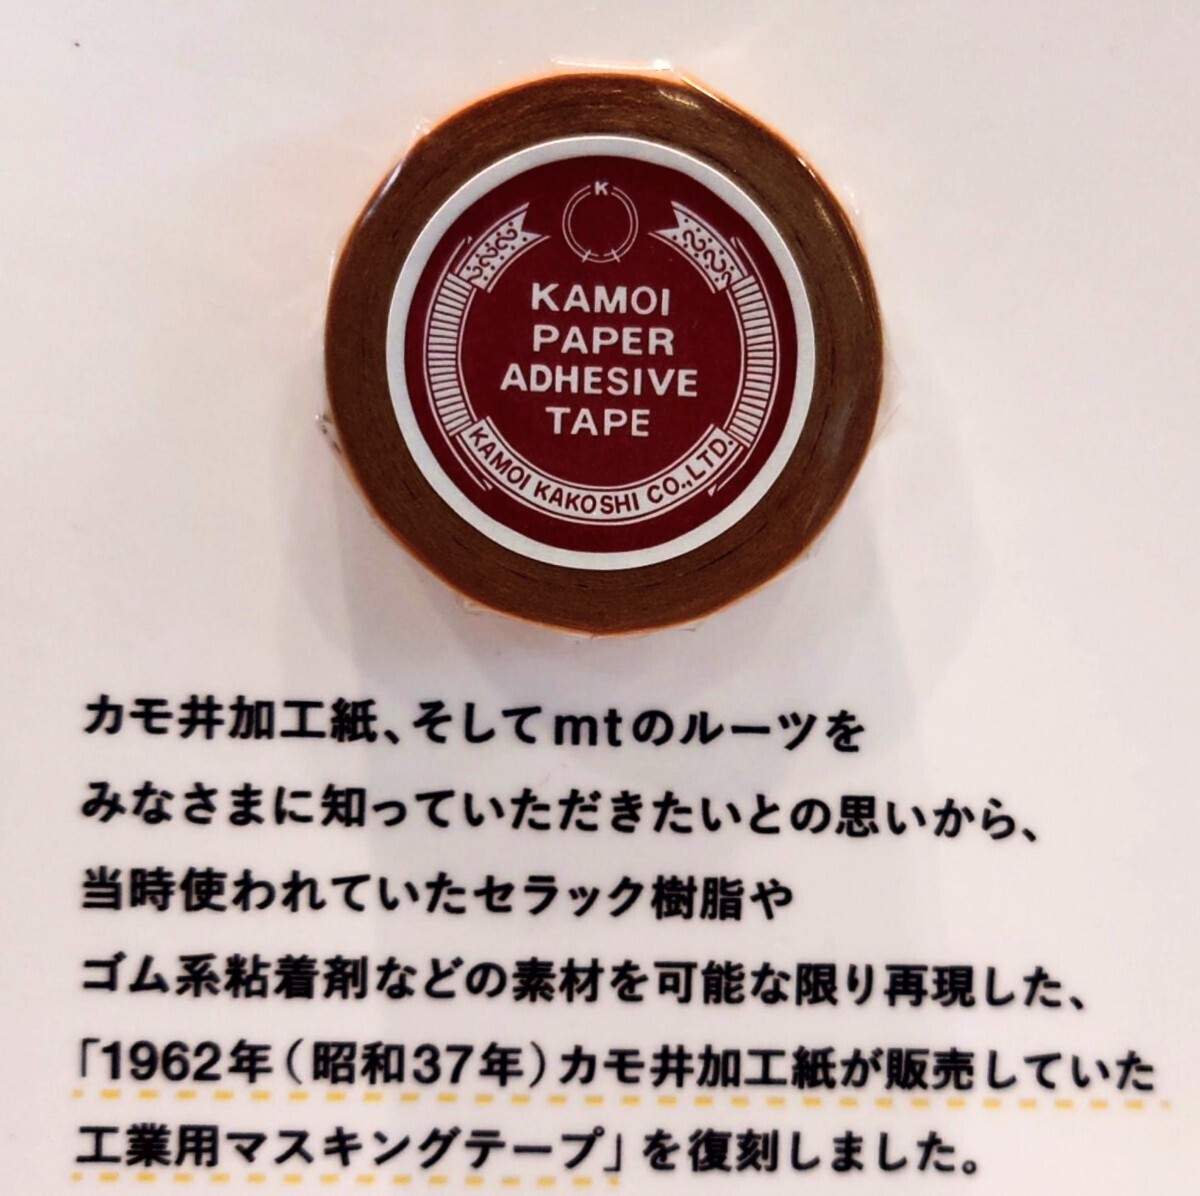 K
KAMOI
PAPER
ADHESIVE
TAPE
KAMOI KAKOSHI CO.,LTD.
カモ井加工紙、そしてmtのルーツを
みなさまに知っていただきたいとの思いから、
当時使われていたセラック樹脂や
ゴム系粘着剤などの素材を可能な限り再現した、
「1962年(昭和37年)カモ井加工紙が販売していた
工業用マスキングテープ」を復刻しました。